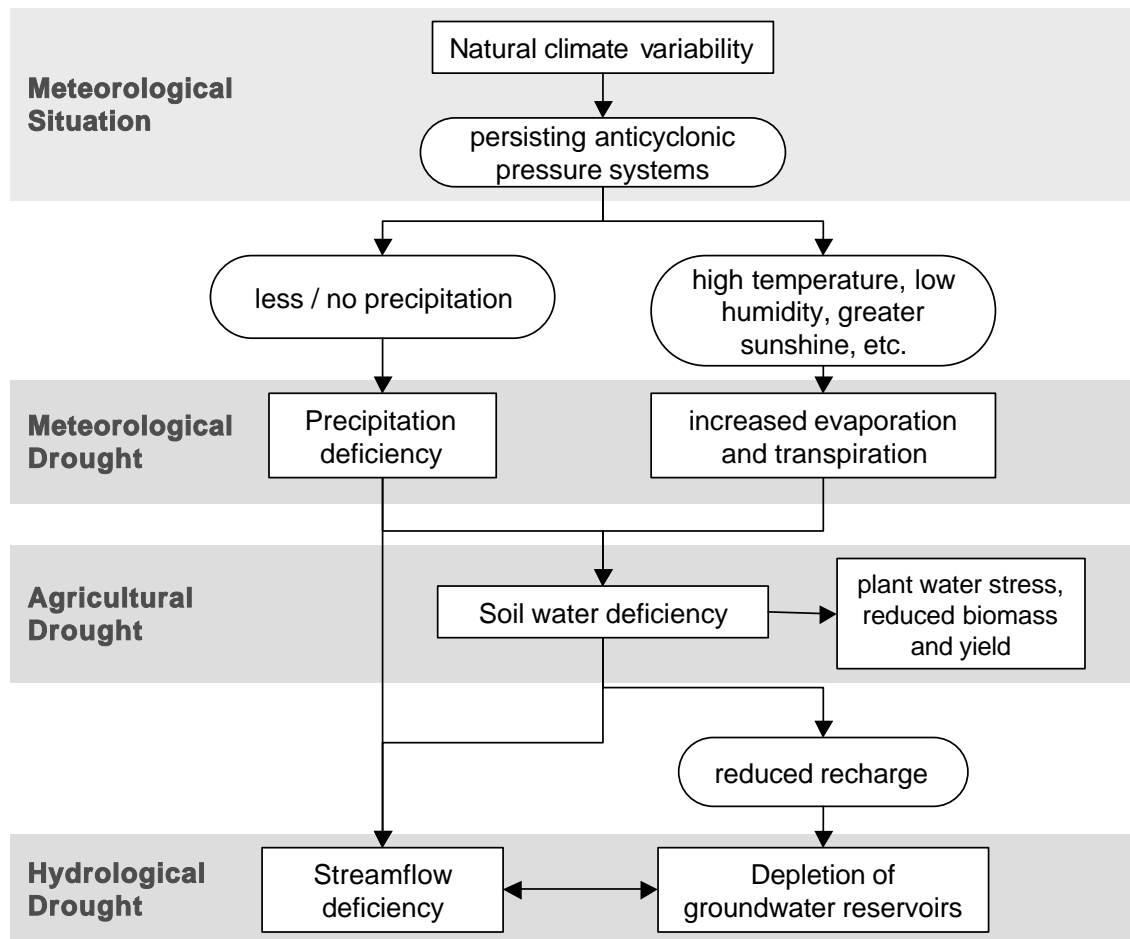 Natural climate variability
Meteorological
Situation
persisting anticyclonic
pressure systems
less / no precipitation
high temperature, low
humidity, greater
sunshine, etc.
Meteorological
Drought
Precipitation
deficiency
increased evaporation
and transpiration
Agricultural
Drought
Soil water deficiency
plant water stress,
reduced biomass
and yield
reduced recharge
Hydrological
Drought
Streamflow
deficiency
Depletion of
groundwater reservoirs